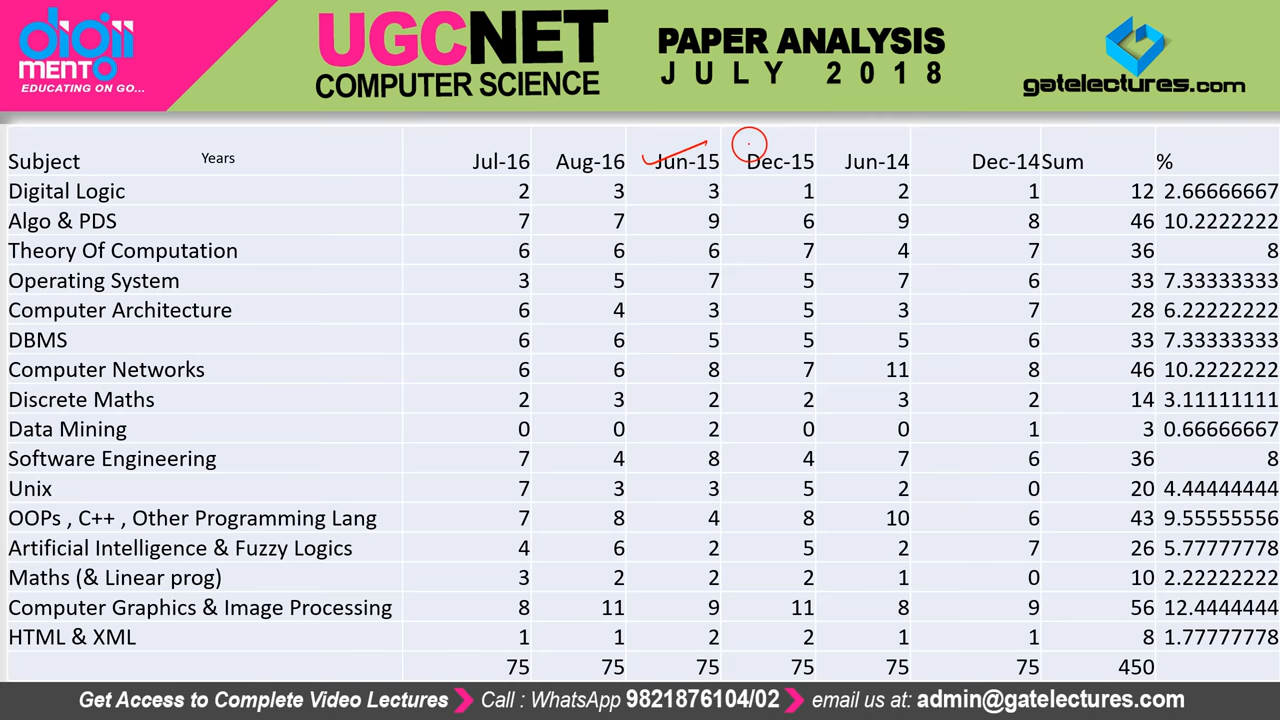 digii
MENTO
EDUCATING ON GO...
UGCNET
COMPUTER SCIENCE
PAPER ANALYSIS
JULY 2018
gatelectures.com
Subject Years Jul-16 Aug-16 Jun-15 Dec-15 Jun-14 Dec-14 Sum %
Digital Logic 2 3 3 1 2 1 12 2.66666667
Algo & PDS 7 7 9 6 9 8 46 10.2222222
Theory Of Computation 6 6 6 7 4 7 36 8
Operating System 3 5 7 5 7 6 33 7.33333333
Computer Architecture 6 4 3 5 3 7 28 6.22222222
DBMS 6 6 5 5 5 6 33 7.33333333
Computer Networks 6 6 8 7 11 8 46 10.2222222
Discrete Maths 2 3 2 2 3 2 14 3.11111111
Data Mining 0 0 2 0 0 1 3 0.66666667
Software Engineering 7 4 8 4 7 6 36 8
Unix 7 3 3 5 2 0 20 4.44444444
OOPs , C++ , Other Programming Lang 7 8 4 8 10 6 43 9.55555556
Artificial Intelligence & Fuzzy Logics 4 6 2 5 2 7 26 5.77777778
Maths (& Linear prog) 3 2 2 2 1 0 10 2.22222222
Computer Graphics & Image Processing 8 11 9 11 8 9 56 12.4444444
HTML & XML 1 1 2 2 1 1 8 1.77777778
75 75 75 75 75 75 450
Get Access to Complete Video Lectures Call : WhatsApp 9821876104/02 email us at: admin@gatelectures.com